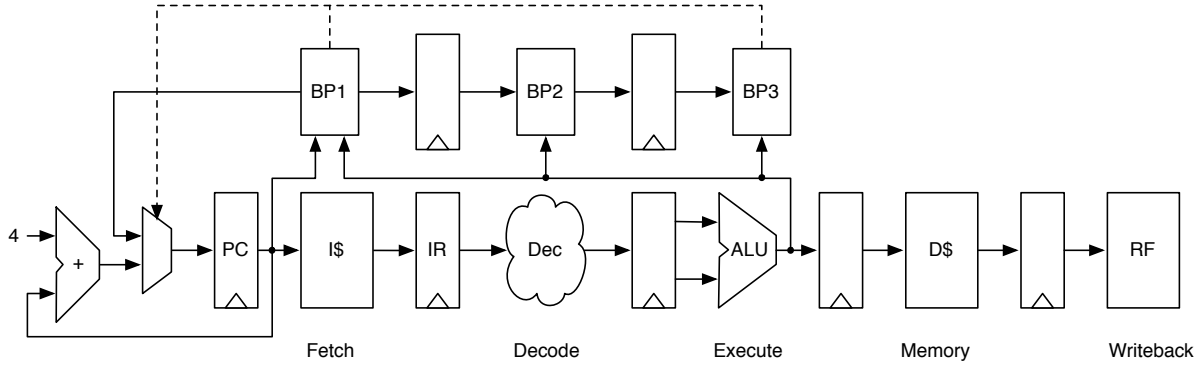 BP1 BP2 BP3
4 + PC I$ IR Dec ALU D$ RF
Fetch Decode Execute Memory Writeback